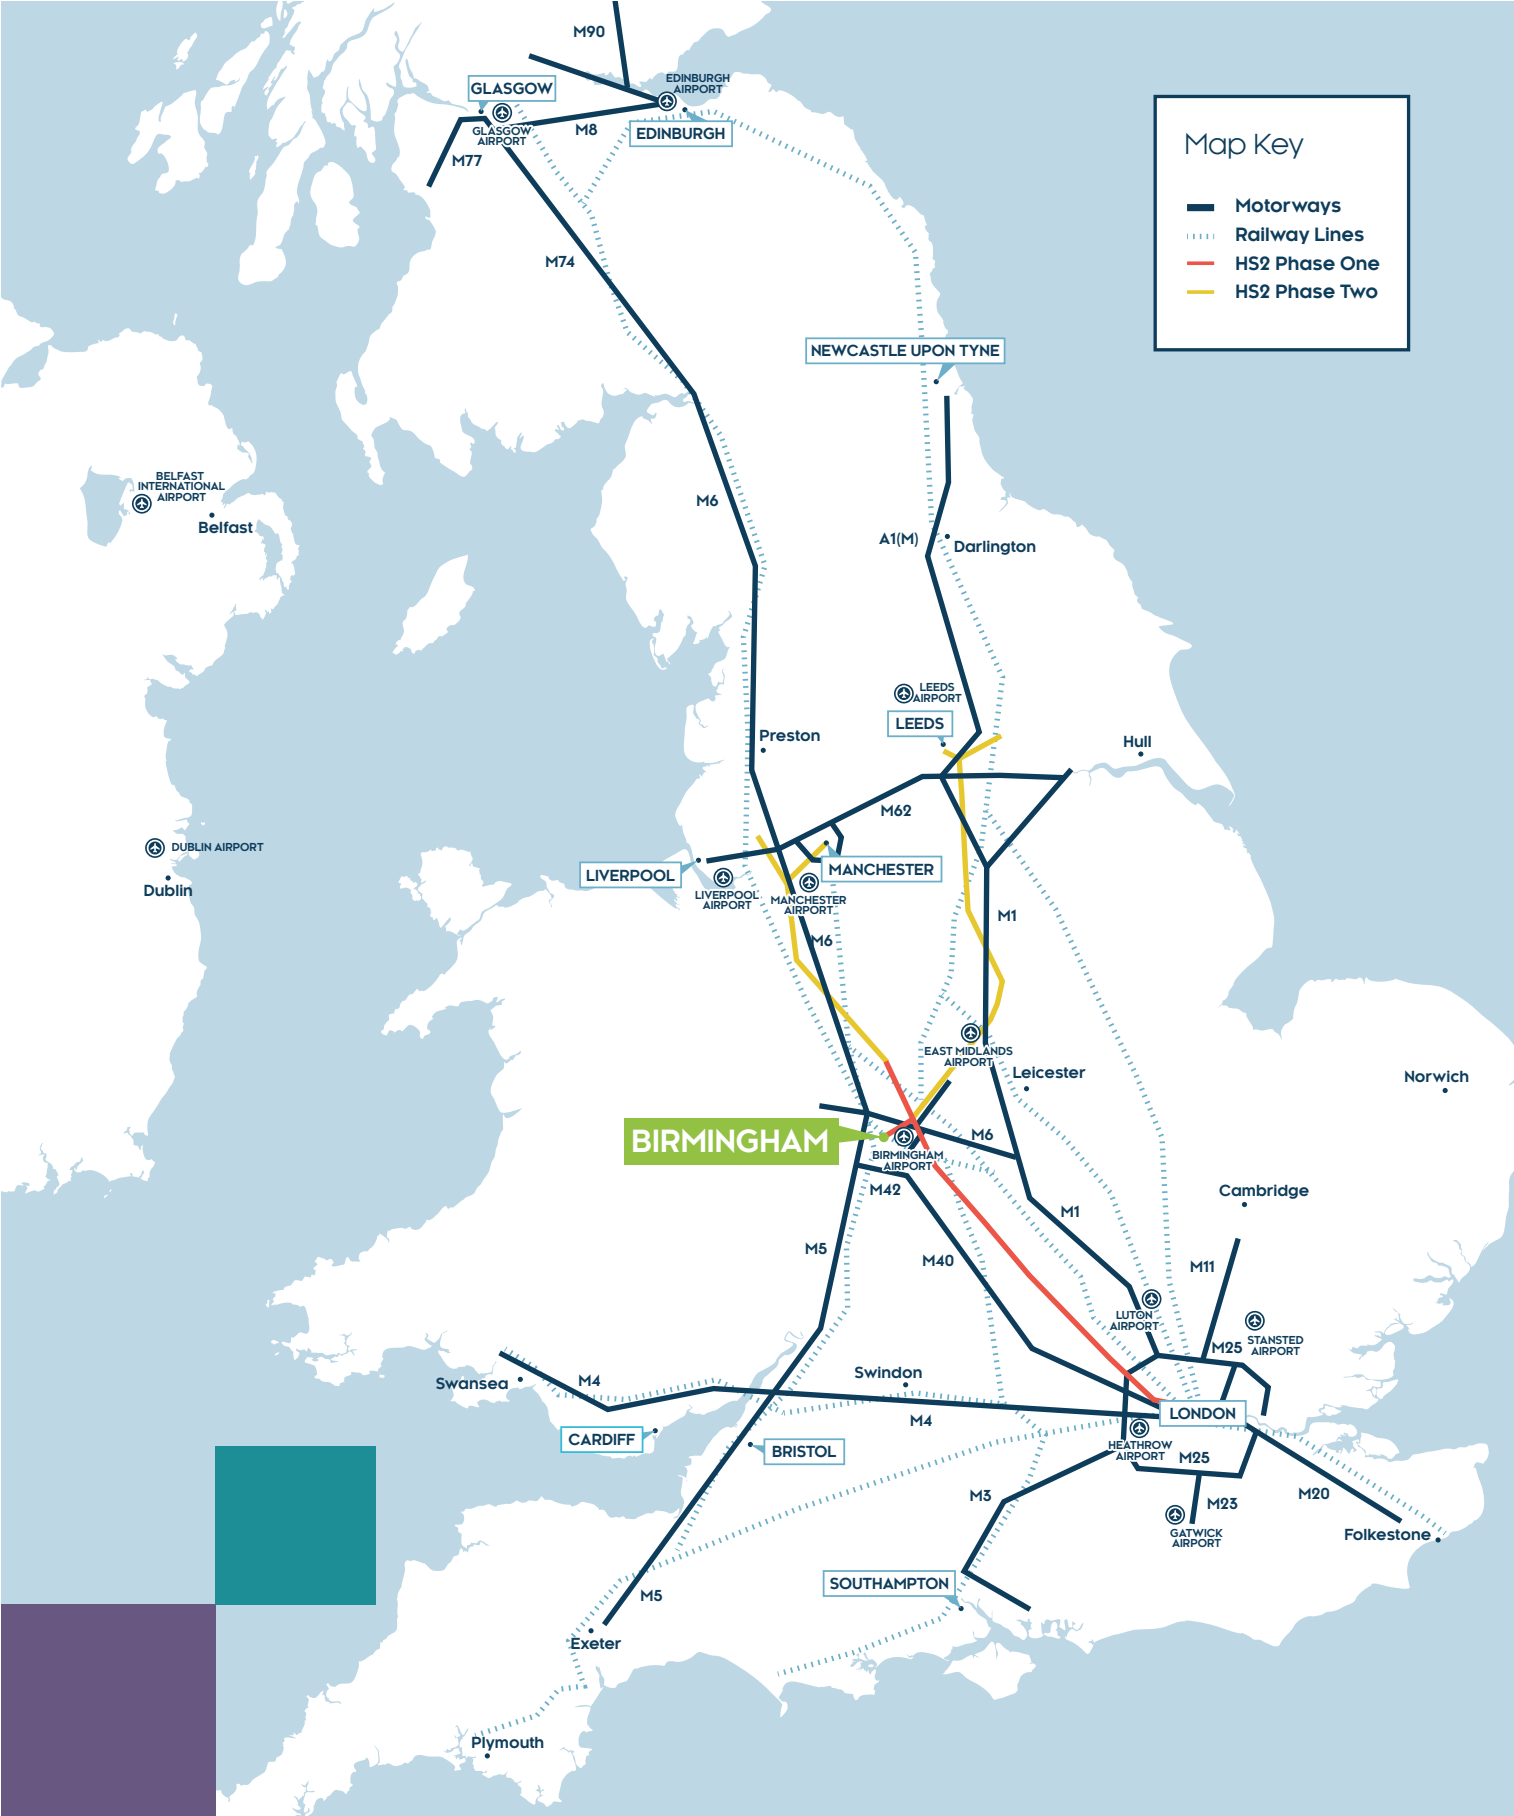 M90
EDINBURGH
AIRPORT
GLASGOW
GLASGOW
AIRPORT
M8
EDINBURGH
M77
Map Key
Motorways
Railway Lines
HS2 Phase One
HS2 Phase Two
M74
NEWCASTLE UPON TYNE
BELFAST
INTERNATIONAL
AIRPORT
Belfast
M6
A1(M)
Darlington
LEEDS
AIRPORT
LEEDS
Preston
Hull
M62
DUBLIN AIRPORT
Dublin
LIVERPOOL
MANCHESTER
LIVERPOOL
AIRPORT
MANCHESTER
AIRPORT
M1
M6
EAST MIDLANDS
AIRPORT
Leicester
Norwich
BIRMINGHAM
M6
BIRMINGHAM
AIRPORT
M42
Cambridge
M1
M5
M40
M11
LUTON
AIRPORT
STANSTED
AIRPORT
M25
Swansea
M4
Swindon
M4
LONDON
CARDIFF
BRISTOL
HEATHROW
AIRPORT
M25
M3
M23
M20
GATWICK
AIRPORT
Folkestone
SOUTHAMPTON
M5
Exeter
Plymouth